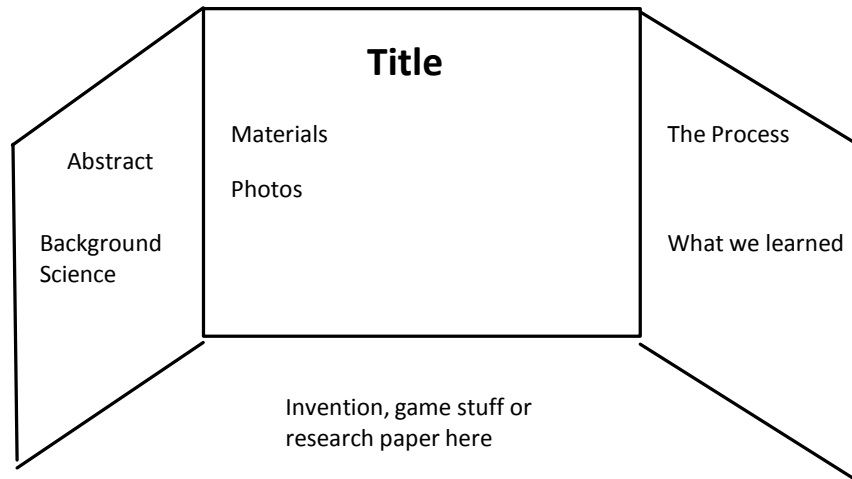 Title
Abstract
Background
Science
Materials
Photos
The Process
What we learned
Invention, game stuff or
research paper here